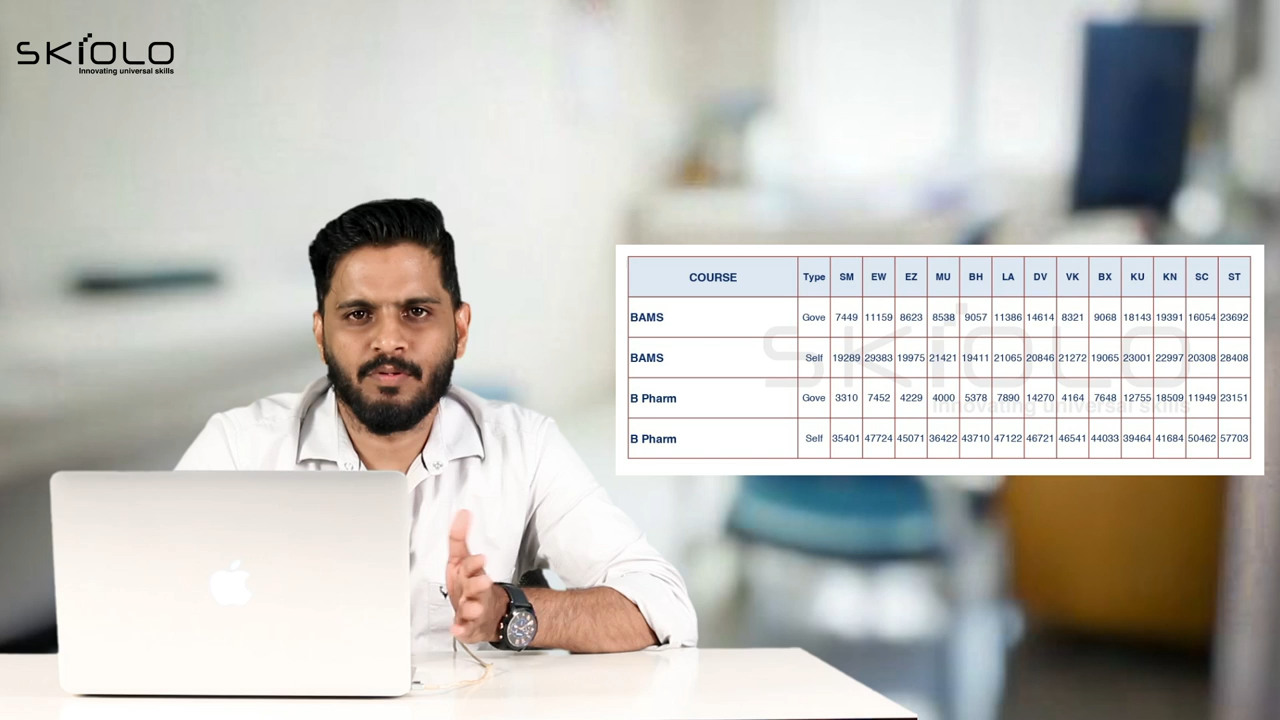 SKiOLO
Innovating universal skills
COURSE Type SM EW EZ MU BH LA DV VK BX KU KN SC ST
BAMS Gove 7449 11159 8623 8538 9057 11386 14614 8321 9068 18143 19391 16054 23692
BAMS Self 19289 29383 19975 21421 19411 21065 20846 21272 19065 23001 22997 20308 28408
B Pharm Gove 3310 7452 4229 4000 5378 7890 14270 4164 7648 12755 18509 11949 23151
B Pharm Self 35401 47724 45071 36422 43710 47122 46721 46541 44033 39464 41684 50462 57703
SKiOLO
Innovating universal skills